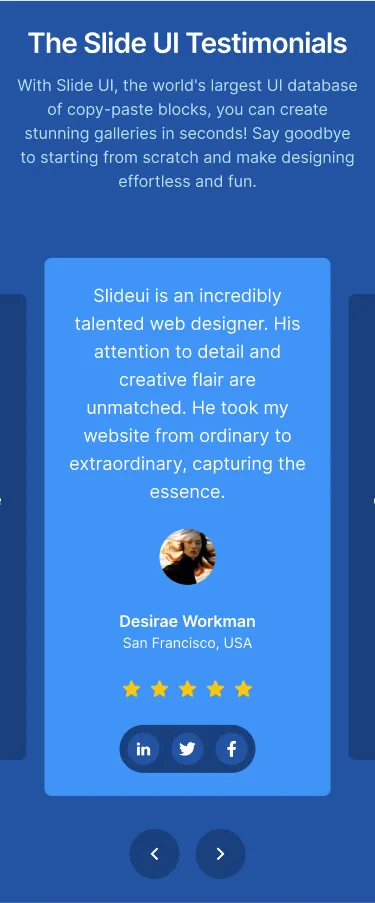 The Slide UI Testimonials
With Slide UI, the world's largest UI database
of copy-paste blocks, you can create
stunning galleries in seconds! Say goodbye
to starting from scratch and make designing
effortless and fun.
Slideui is an incredibly
talented web designer. His
attention to detail and
creative flair are
unmatched. He took my
website from ordinary to
extraordinary, capturing the
essence.
Desirae Workman
San Francisco, USA